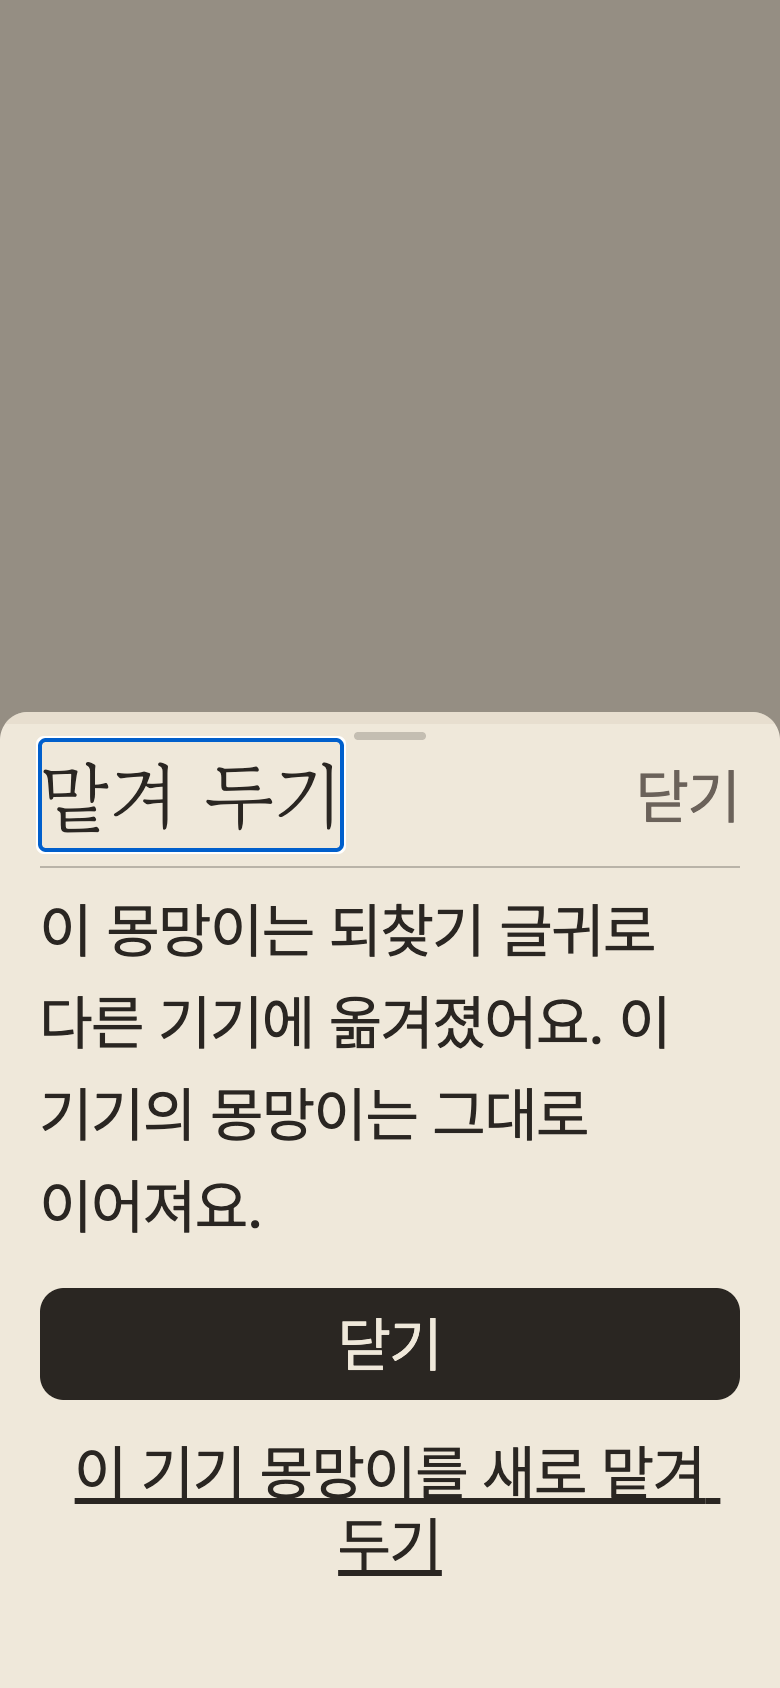 맡겨 두기
닫기
이 몽망이는 되찾기 글귀로
다른 기기에 옮겨졌어요. 이
기기의 몽망이는 그대로
이어져요.
닫기
이 기기 몽망이를 새로 맡겨
두기